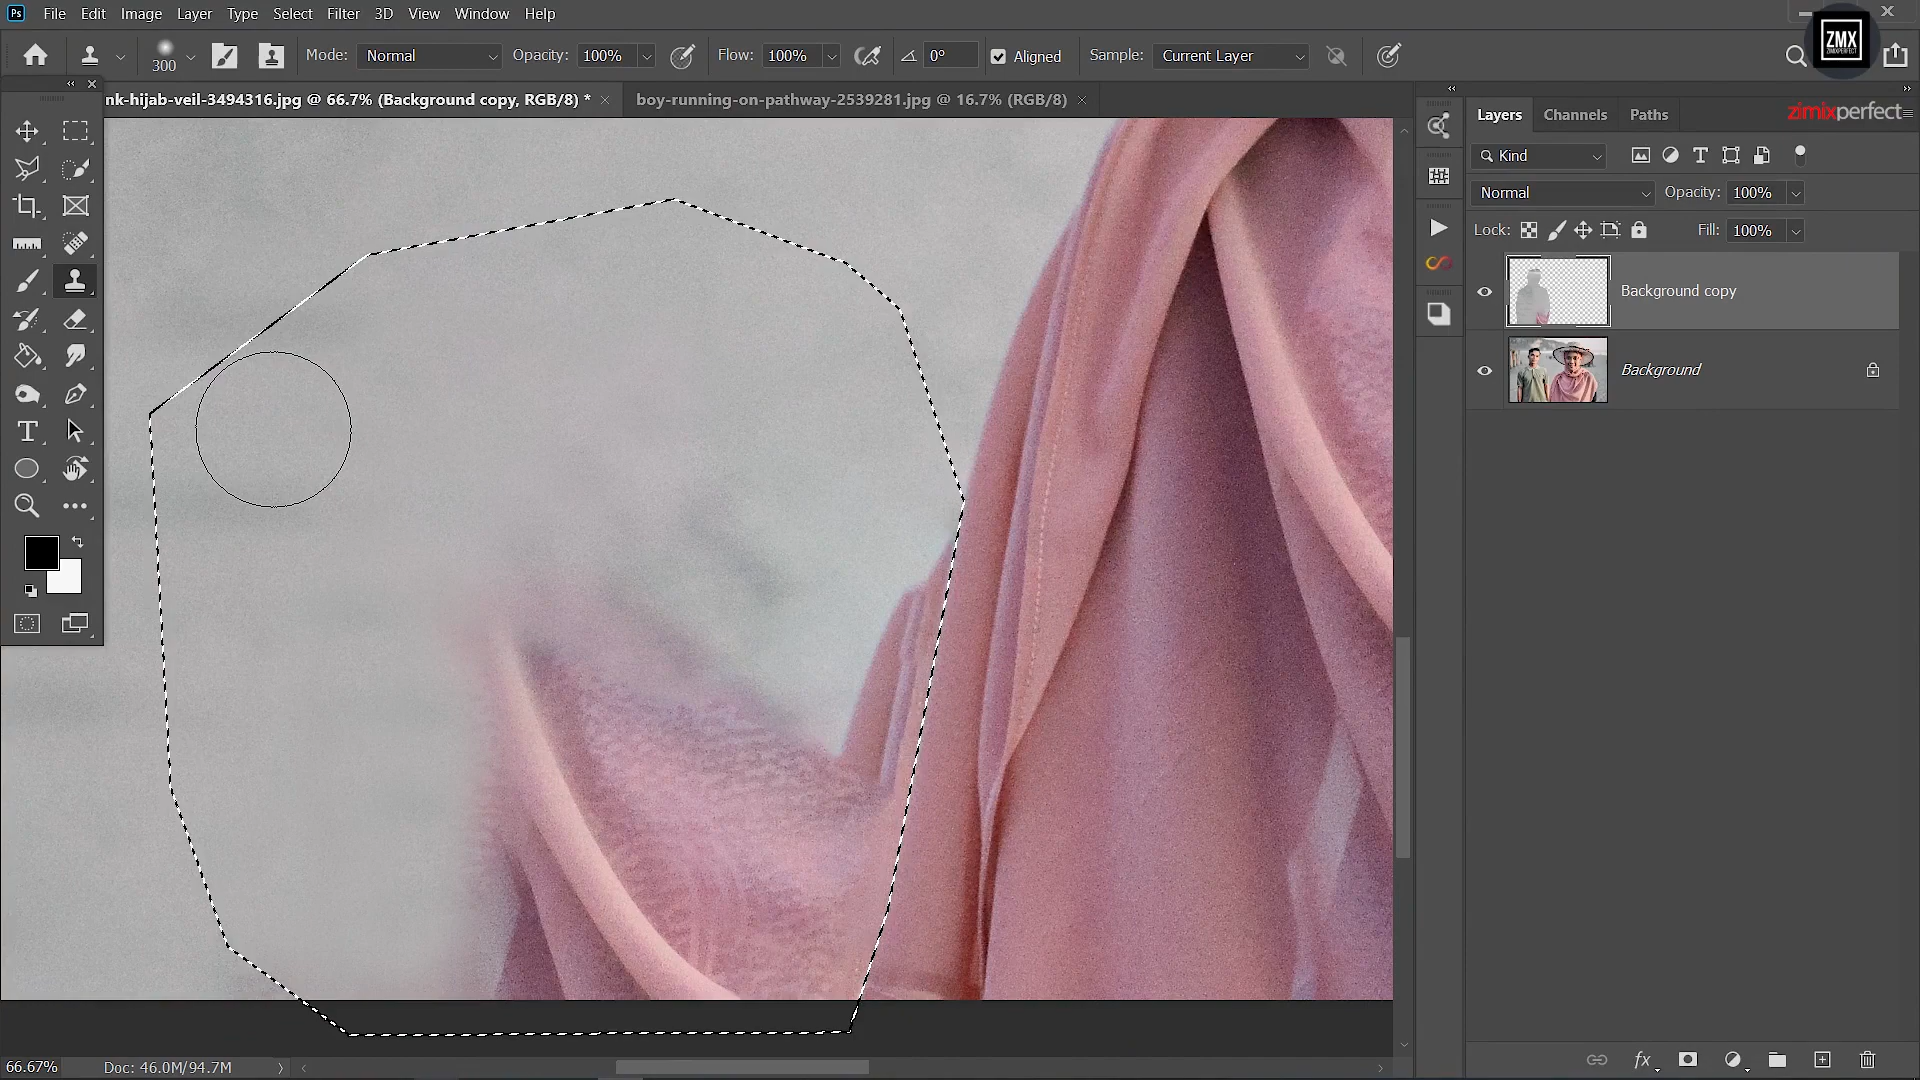 Ps File Edit Image Layer Type Select Filter 3D View Window Help
300 Mode: Normal Opacity: 100% Flow: 100% 0° Aligned Sample: Current Layer
ZMX
ZIMIXPERFECT
nk-hijab-veil-3494316.jpg @ 66.7% (Background copy, RGB/8) *
boy-running-on-pathway-2539281.jpg @ 16.7% (RGB/8)
Layers Channels Paths
zimixperfect
Kind
Normal Opacity: 100%
Lock: Fill: 100%
Background copy
Background
fx
66.67% Doc: 46.0M/94.7M